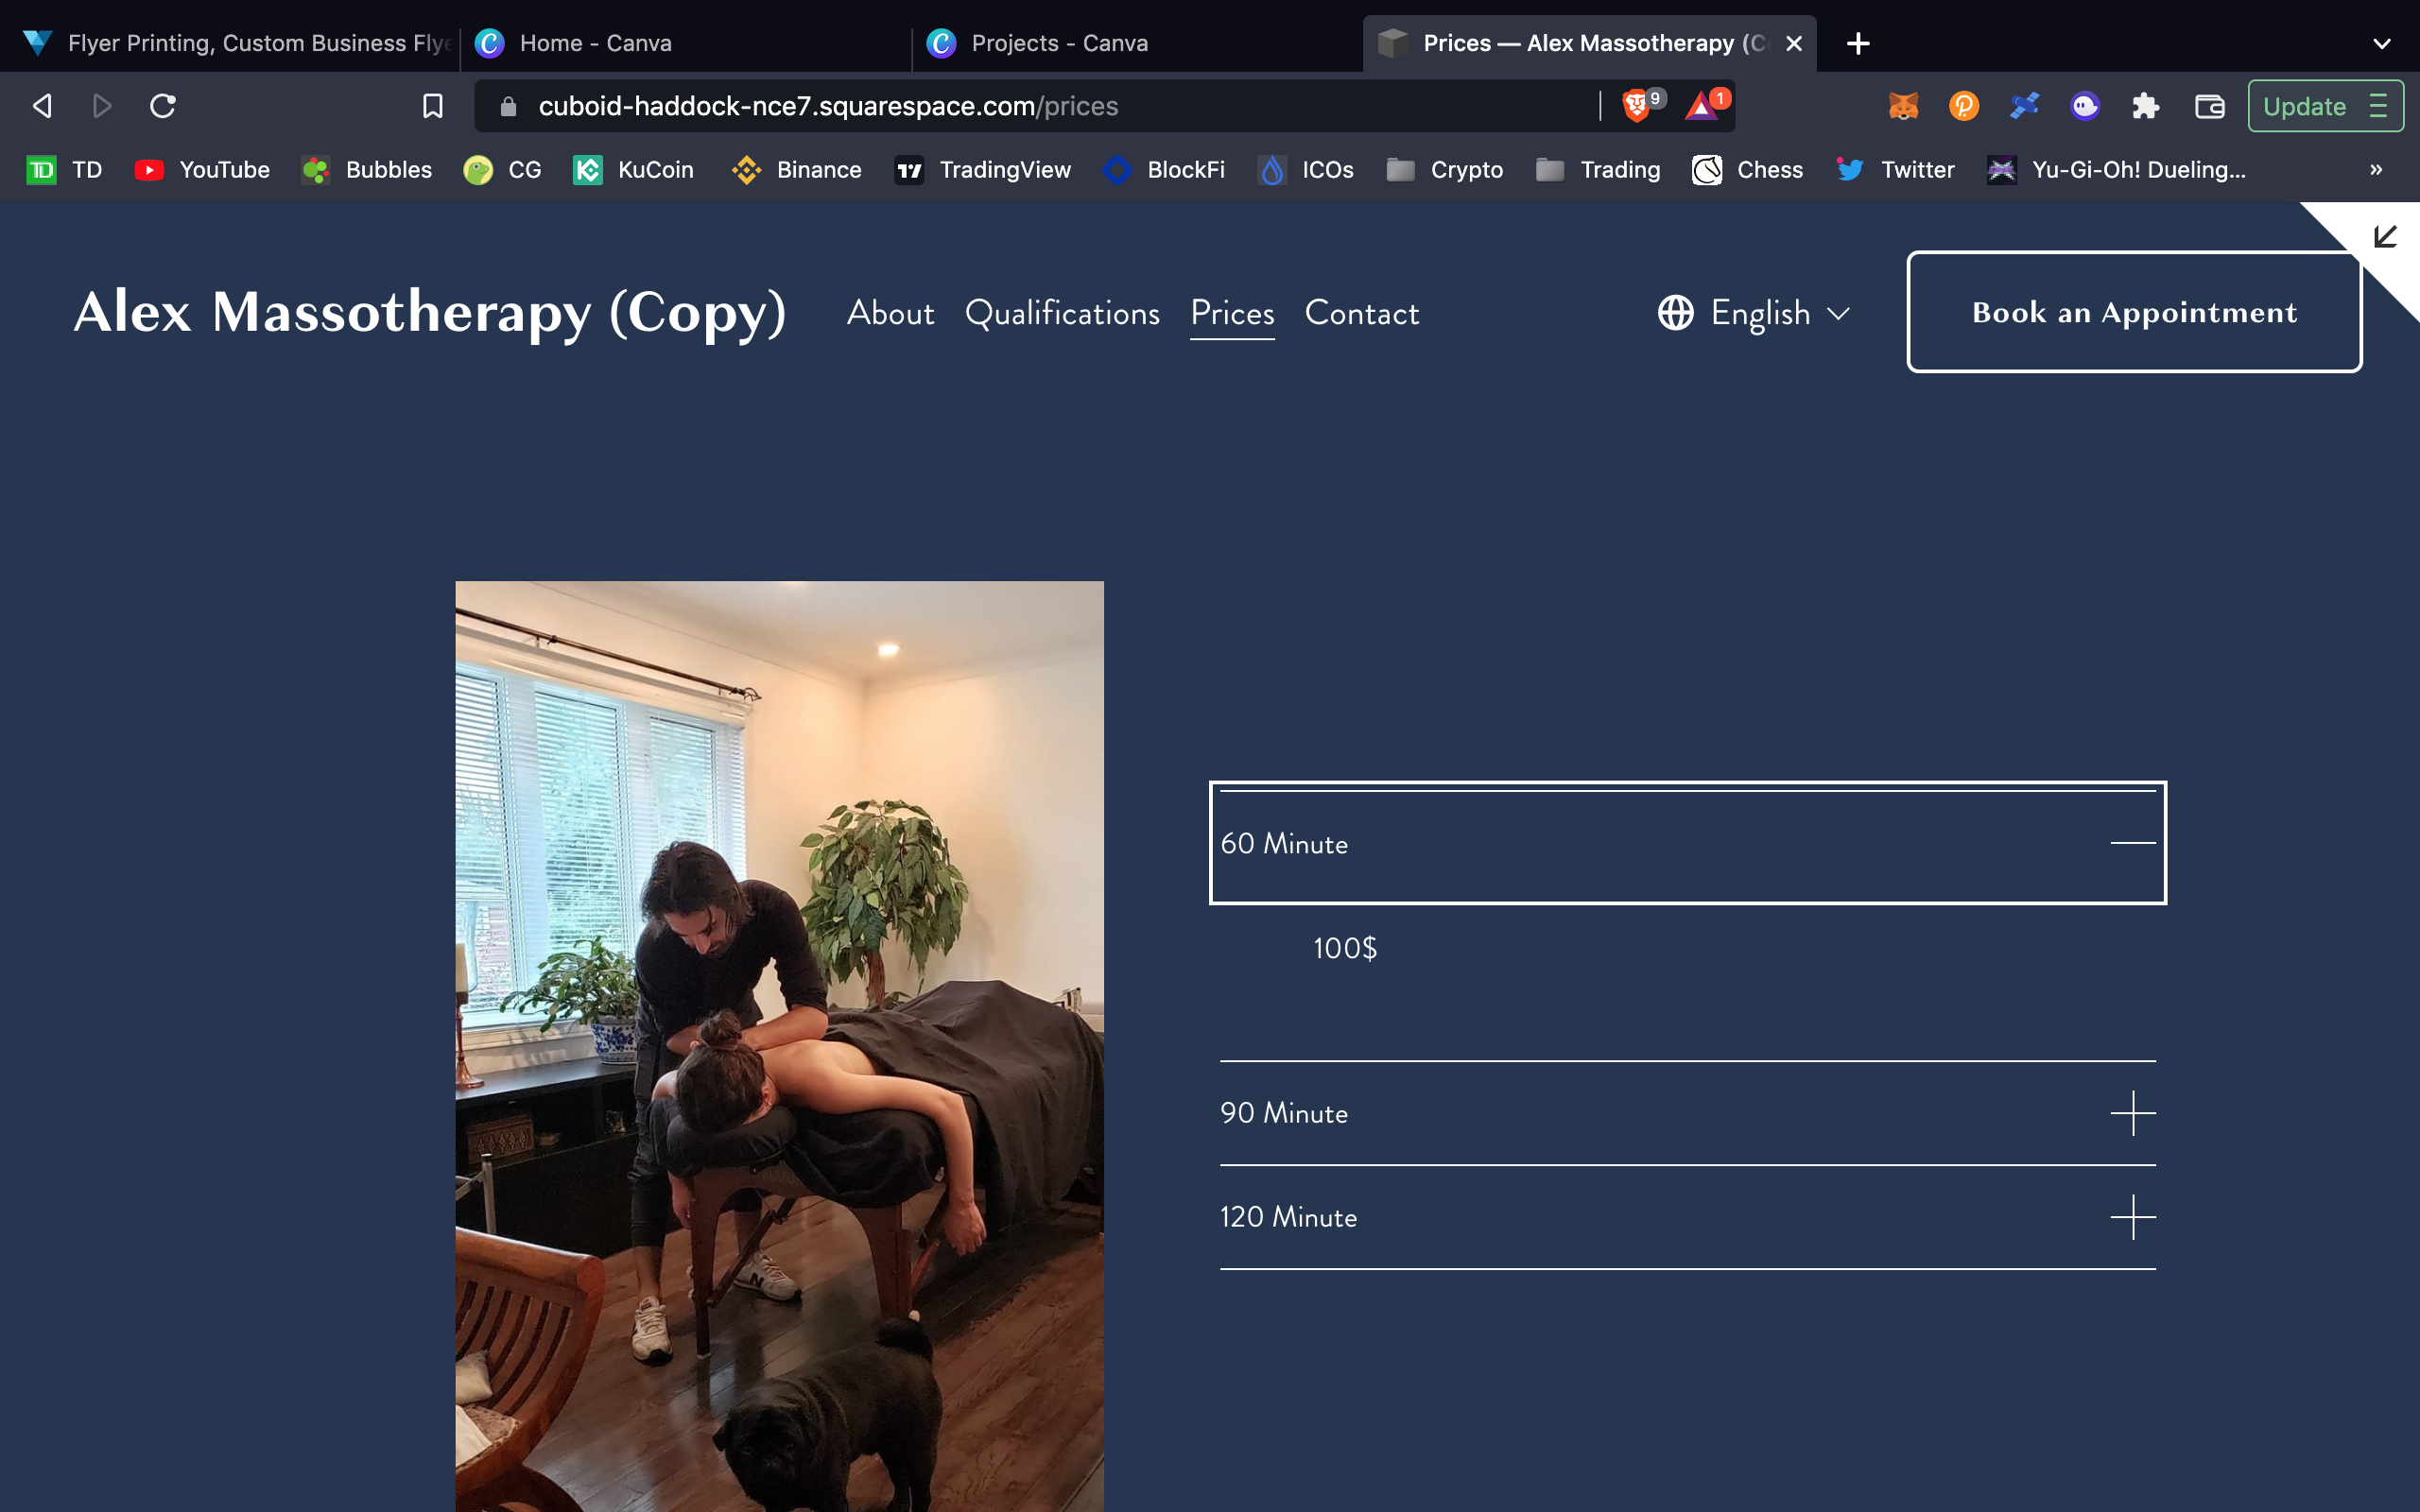 Flyer Printing, Custom Business Flye
Home - Canva
Projects - Canva
Prices — Alex Massotherapy (C
cuboid-haddock-nce7.squarespace.com/prices
9
1
Update
TD
TD
YouTube
Bubbles
CG
KuCoin
Binance
TradingView
BlockFi
ICOs
Crypto
Trading
Chess
Twitter
Yu-Gi-Oh! Dueling...
»
Alex Massotherapy (Copy)
About
Qualifications
Prices
Contact
English
Book an Appointment
60 Minute
100$
90 Minute
120 Minute